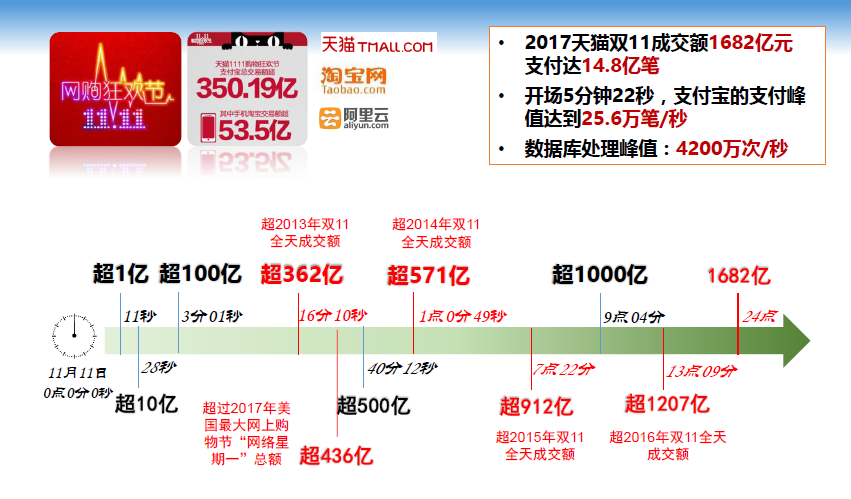 网购狂欢节
11.11
天猫1111购物狂欢节
支付宝总交易额超
350.19亿
其中手机淘宝交易额超
53.5亿
天猫 TMALL.COM
淘宝网
Taobao.com
阿里云
aliyun.com
• 2017天猫双11成交额1682亿元
支付达14.8亿笔
• 开场5分钟22秒，支付宝的支付峰
值达到25.6万笔/秒
• 数据库处理峰值：4200万次/秒
超2013年双11
全天成交额
超2014年双11
全天成交额
超1亿
超100亿
超362亿
超571亿
超1000亿
1682亿
11秒
3分01秒
16分10秒
1点0分49秒
9点04分
24点
11月11日
0点0分0秒
28秒
40分12秒
7点22分
13点09分
超10亿
超过2017年美
国最大网上购
物节“网络星
期一”总额
超436亿
超500亿
超912亿
超2015年双11
全天成交额
超1207亿
超2016年双11全天
成交额